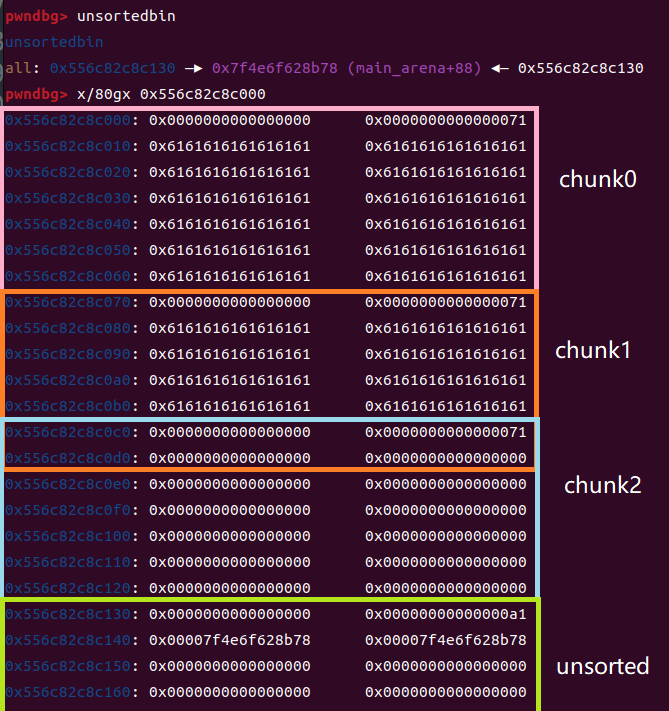 pwndbg> unsortedbin
unsortedbin
all: 0x556c82c8c130 —▸ 0x7f4e6f628b78 (main_arena+88) ◂— 0x556c82c8c130
pwndbg> x/80gx 0x556c82c8c000
0x556c82c8c000: 0x0000000000000000 0x0000000000000071
0x556c82c8c010: 0x6161616161616161 0x6161616161616161
0x556c82c8c020: 0x6161616161616161 0x6161616161616161
chunk0
0x556c82c8c030: 0x6161616161616161 0x6161616161616161
0x556c82c8c040: 0x6161616161616161 0x6161616161616161
0x556c82c8c050: 0x6161616161616161 0x6161616161616161
0x556c82c8c060: 0x6161616161616161 0x6161616161616161
0x556c82c8c070: 0x0000000000000000 0x0000000000000071
0x556c82c8c080: 0x6161616161616161 0x6161616161616161
chunk1
0x556c82c8c090: 0x6161616161616161 0x6161616161616161
0x556c82c8c0a0: 0x6161616161616161 0x6161616161616161
0x556c82c8c0b0: 0x6161616161616161 0x6161616161616161
0x556c82c8c0c0: 0x0000000000000000 0x0000000000000071
0x556c82c8c0d0: 0x0000000000000000 0x0000000000000000
0x556c82c8c0e0: 0x0000000000000000 0x0000000000000000
chunk2
0x556c82c8c0f0: 0x0000000000000000 0x0000000000000000
0x556c82c8c100: 0x0000000000000000 0x0000000000000000
0x556c82c8c110: 0x0000000000000000 0x0000000000000000
0x556c82c8c120: 0x0000000000000000 0x0000000000000000
0x556c82c8c130: 0x0000000000000000 0x00000000000000a1
0x556c82c8c140: 0x00007f4e6f628b78 0x00007f4e6f628b78
0x556c82c8c150: 0x0000000000000000 0x0000000000000000
unsorted
0x556c82c8c160: 0x0000000000000000 0x0000000000000000